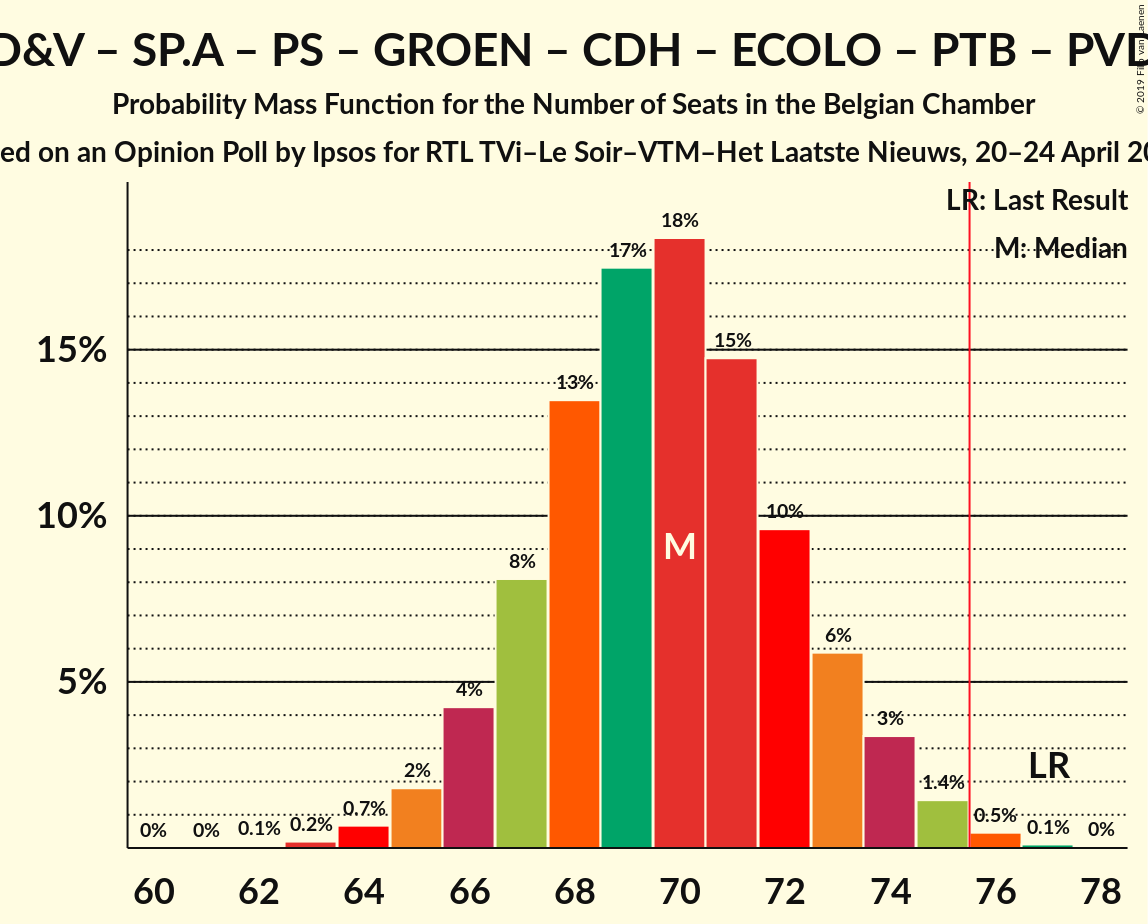 D&V – SP.A – PS – GROEN – CDH – ECOLO – PTB – PVD
Probability Mass Function for the Number of Seats in the Belgian Chamber
ed on an Opinion Poll by Ipsos for RTL TVi–Le Soir–VTM–Het Laatste Nieuws, 20–24 April 20
© 2019 Filip van Laenen
LR: Last Result
M: Median
18%
17%
15%
15%
13%
10%
10%
M
8%
6%
5%
4%
3%
2%
LR
1.4%
0.7%
0.5%
0% 0% 0.1% 0.2%
0.1% 0%
60 62 64 66 68 70 72 74 76 78